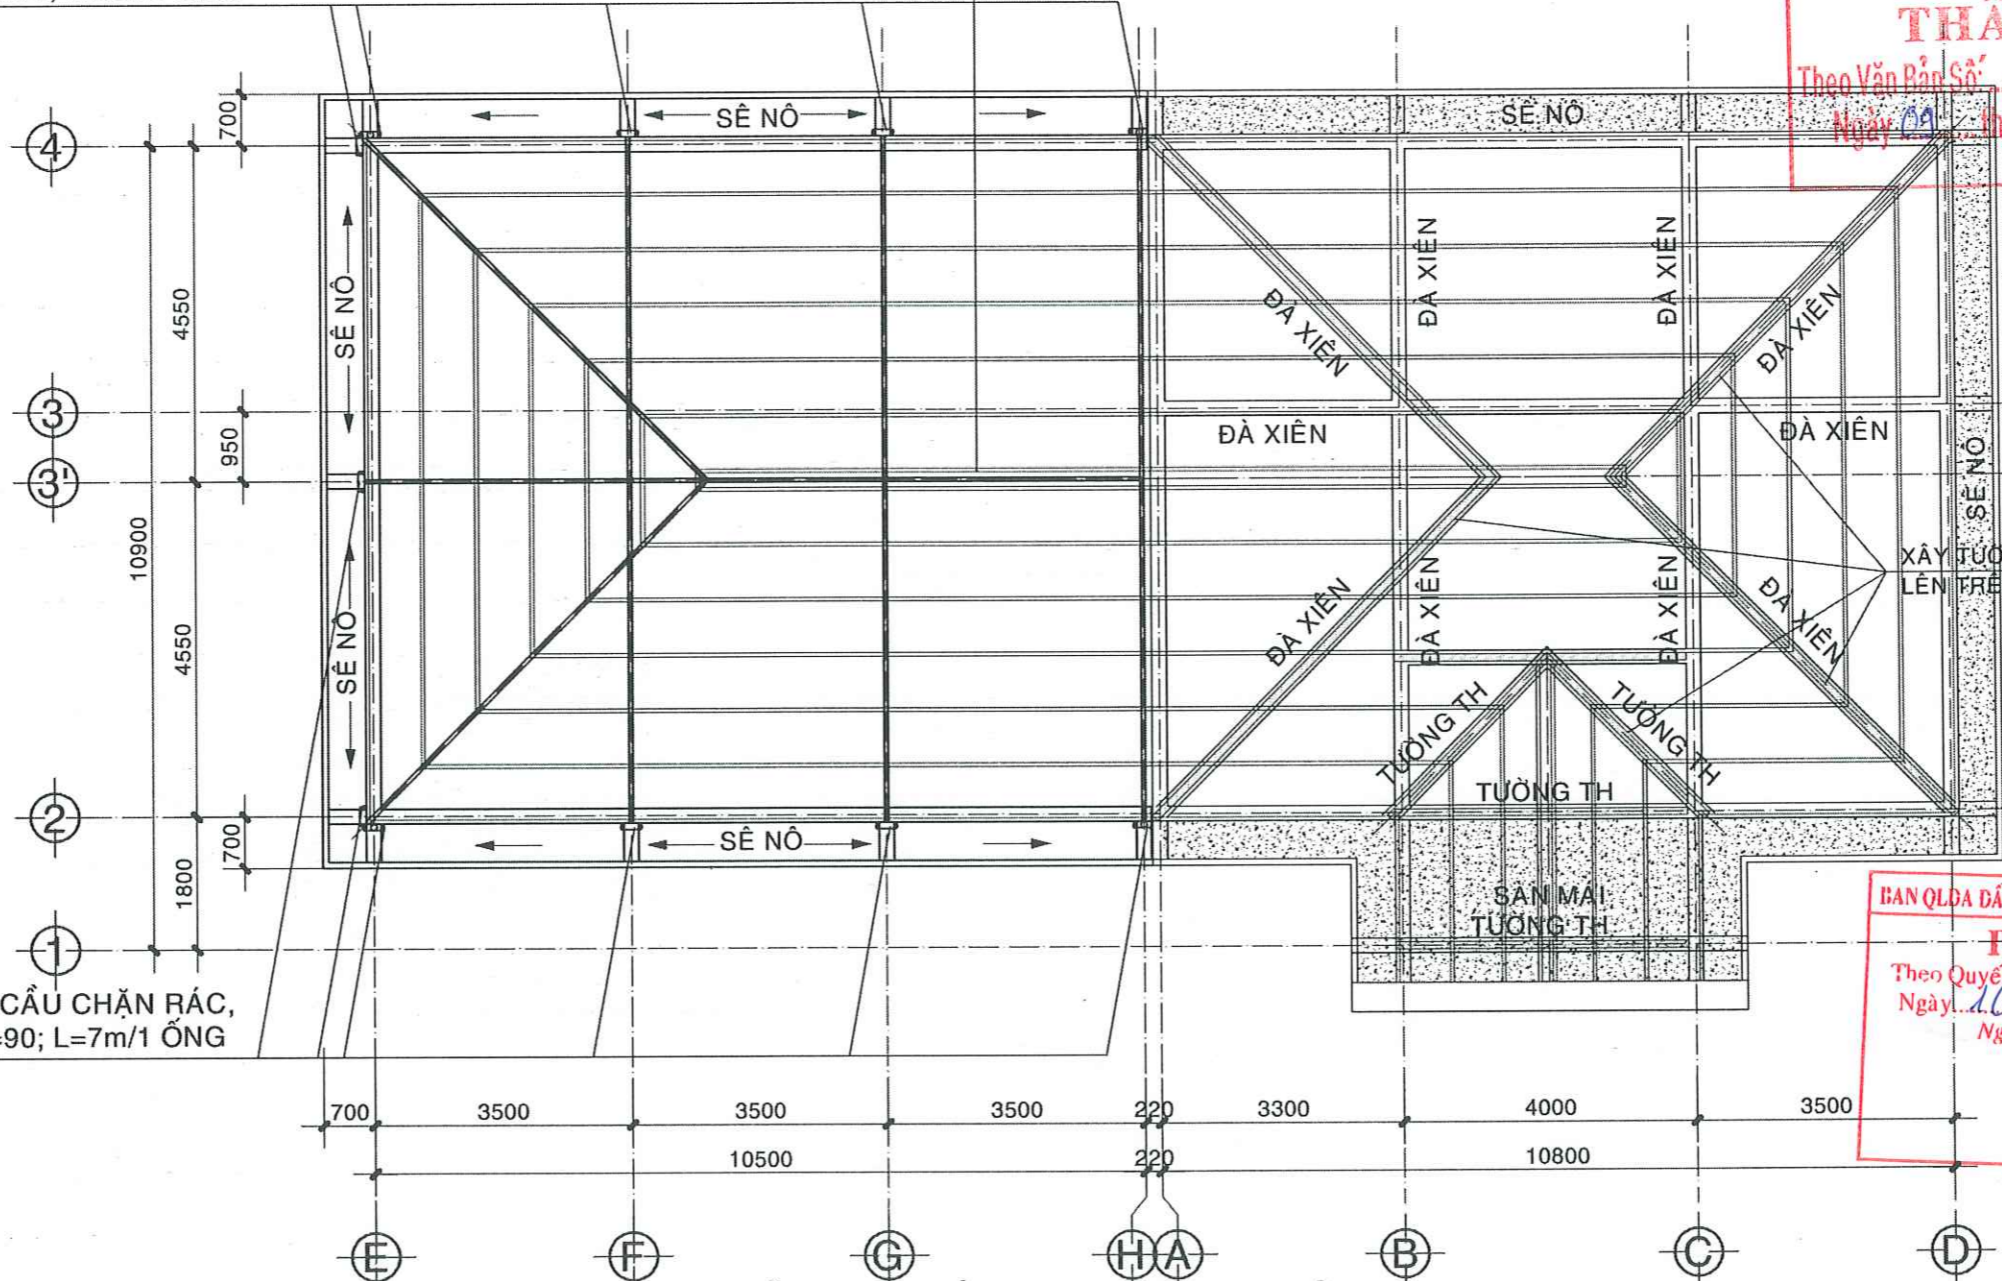 THẨ
Theo Văn Bản Số:
Ngày 09
700
SÊ NÔ
SÊ NÔ
4
SÊ NÔ
4550
ĐÀ XIÊN
ĐÀ XIÊN
ĐÀ XIÊN
ĐÀ XIÊN
3
950
ĐÀ XIÊN
ĐÀ XIÊN
SÊ NÔ
3'
10900
XÂY TƯỜ
LÊN TRÊ
SÊ NÔ
4550
ĐÀ XIÊN
ĐÀ XIÊN
ĐÀ XIÊN
ĐÀ XIÊN
TƯỜNG TH
TƯỜNG TH
TƯỜNG TH
2
700
SÊ NÔ
1800
SÀN MÁI
TƯỜNG TH
BAN QLDA
1
Theo Quyế
Ngày
CẦU CHẶN RÁC,
=90; L=7m/1 ỐNG
700
3500
3500
3500
220
3300
4000
3500
10500
220
10800
E
F
G
H
A
B
C
D